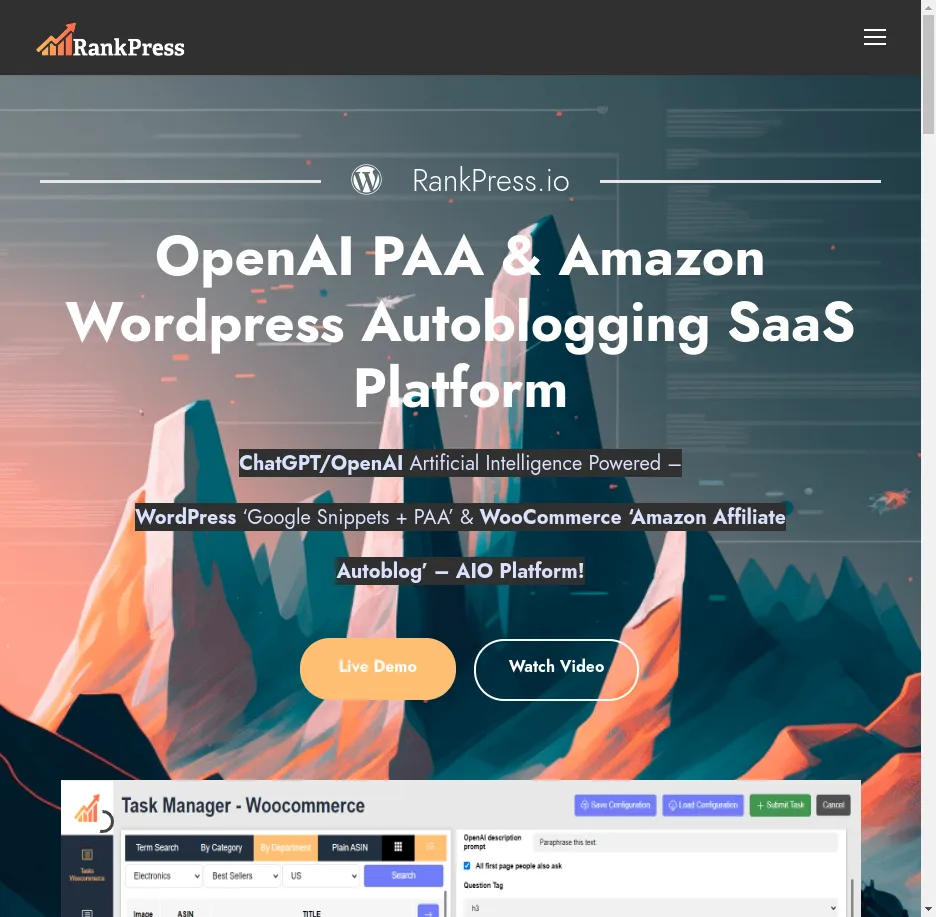 RankPress
RankPress.io
OpenAI PAA & Amazon
Wordpress Autoblogging SaaS
Platform
ChatGPT/OpenAI Artificial Intelligence Powered –
WordPress ‘Google Snippets + PAA’ & WooCommerce ‘Amazon Affiliate
Autoblog’ – AIO Platform!
Live Demo
Watch Video
Task Manager - Woocommerce
Save Configuration
Load Configuration
Submit Task
Cancel
Term Search
By Category
By Department
Plain ASIN
OpenAI description
prompt
Paraphrase this text:
All first page people also ask
Electronics
Best Sellers
US
Search
Question Tag
Tasks
Woocommerce
h3
Image
ASIN
TITLE